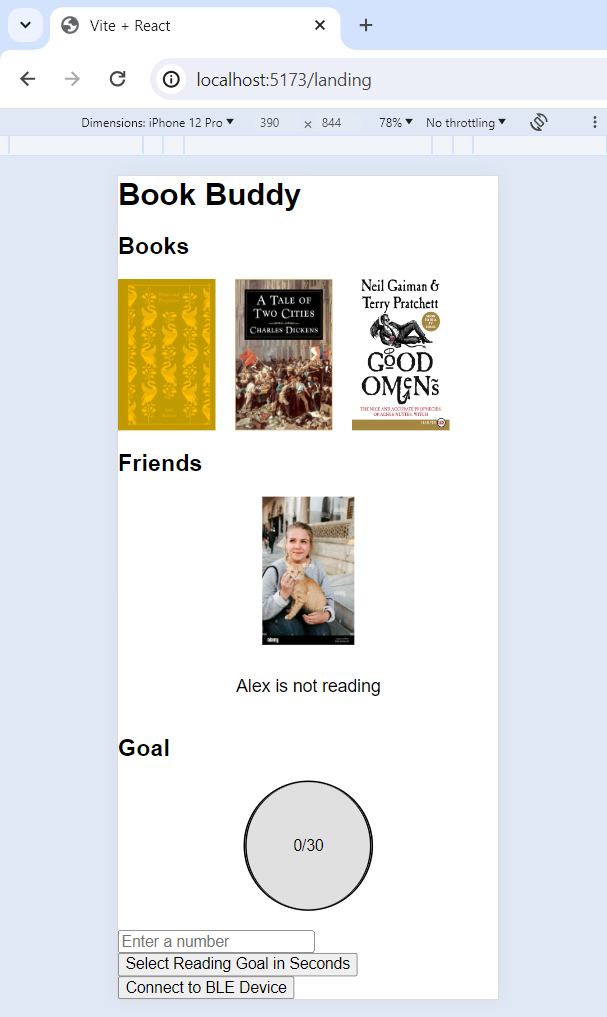 Vite + React
localhost:5173/landing
Dimensions: iPhone 12 Pro 390 × 844 78% No throttling
Book Buddy
Books
A TALE OF
TWO CITIES
CHARLES DICKENS
Neil Gaiman &
Terry Pratchett
GOOD
OMENS
THE NICE AND ACCURATE PROPHECIES
OF AGNES NUTTER, WITCH
Friends
alamy
Alex is not reading
Goal
0/30
Enter a number
Select Reading Goal in Seconds
Connect to BLE Device